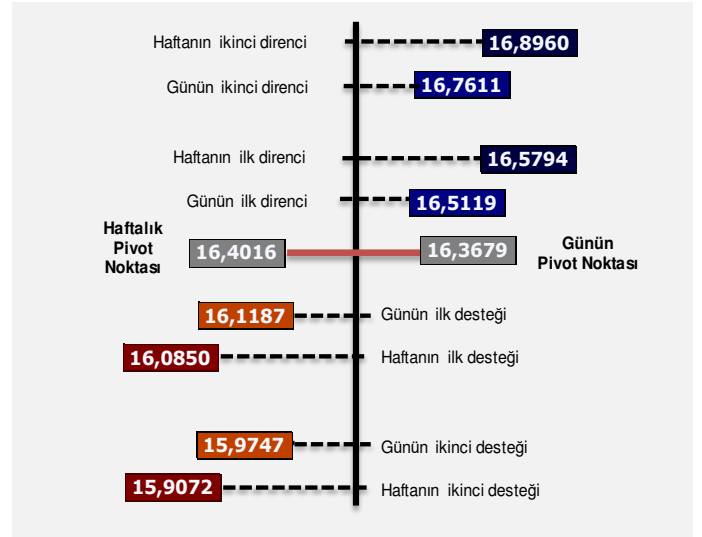 Haftanın ikinci direnci
16,8960
Günün ikinci direnci
16,7611
Haftanın ilk direnci
16,5794
Günün ilk direnci
16,5119
Haftalık
Pivot
Noktası
16,4016
16,3679
Günün
Pivot Noktası
16,1187
Günün ilk desteği
16,0850
Haftanın ilk desteği
15,9747
Günün ikinci desteği
15,9072
Haftanın ikinci desteği